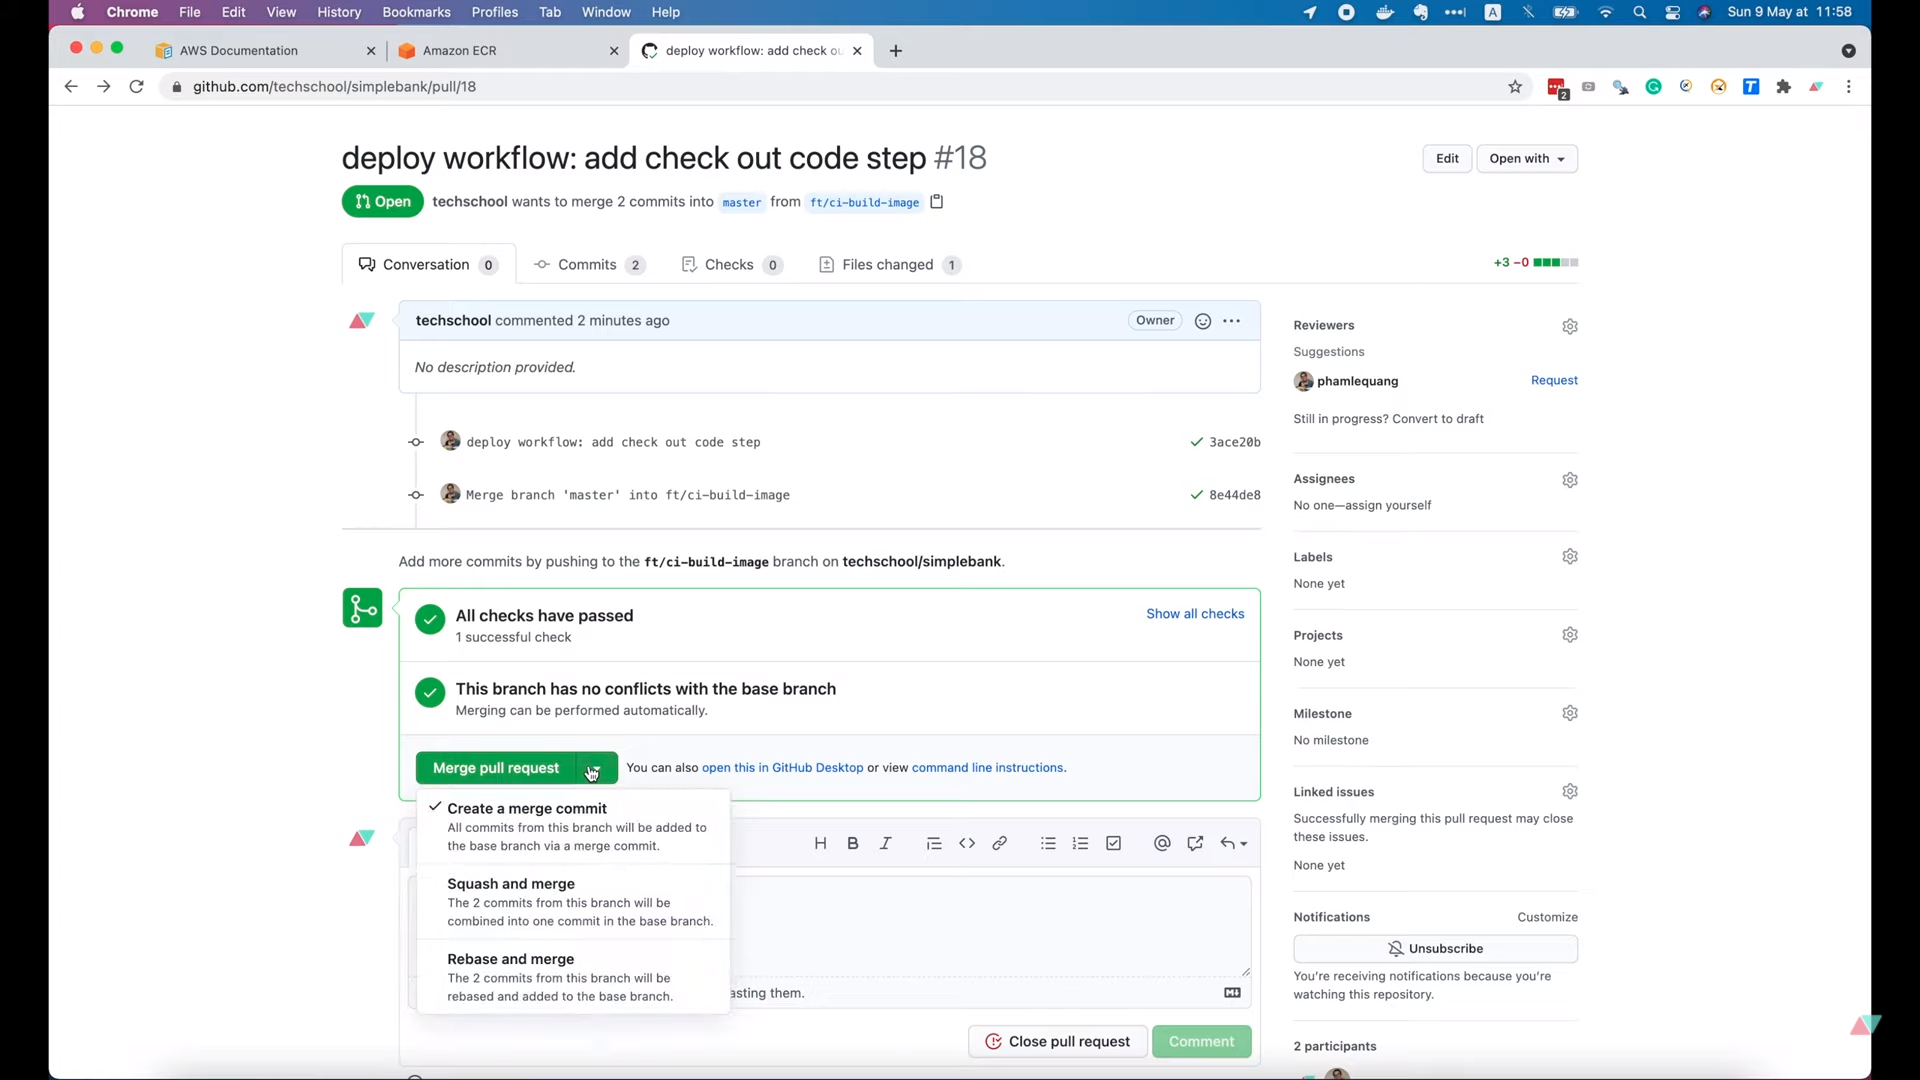 Chrome File Edit View History Bookmarks Profiles Tab Window Help
A
Sun 9 May at 11:58
AWS Documentation
Amazon ECR
deploy workflow: add check ou
github.com/techschool/simplebank/pull/18
2
T
deploy workflow: add check out code step #18
Edit
Open with
Open
techschool wants to merge 2 commits into master from ft/ci-build-image
Conversation 0
Commits 2
Checks 0
Files changed 1
+3 −0
techschool commented 2 minutes ago
Owner
No description provided.
deploy workflow: add check out code step
3ace20b
Merge branch 'master' into ft/ci-build-image
8e44de8
Add more commits by pushing to the ft/ci-build-image branch on techschool/simplebank.
All checks have passed
1 successful check
Show all checks
This branch has no conflicts with the base branch
Merging can be performed automatically.
Merge pull request
You can also open this in GitHub Desktop or view command line instructions.
Create a merge commit
All commits from this branch will be added to
the base branch via a merge commit.
Squash and merge
The 2 commits from this branch will be
combined into one commit in the base branch.
Rebase and merge
The 2 commits from this branch will be
rebased and added to the base branch.
H B I @
asting them.
Close pull request
Comment
Reviewers
Suggestions
phamlequang
Request
Still in progress? Convert to draft
Assignees
No one—assign yourself
Labels
None yet
Projects
None yet
Milestone
No milestone
Linked issues
Successfully merging this pull request may close
these issues.
None yet
Notifications
Customize
Unsubscribe
You're receiving notifications because you're
watching this repository.
2 participants